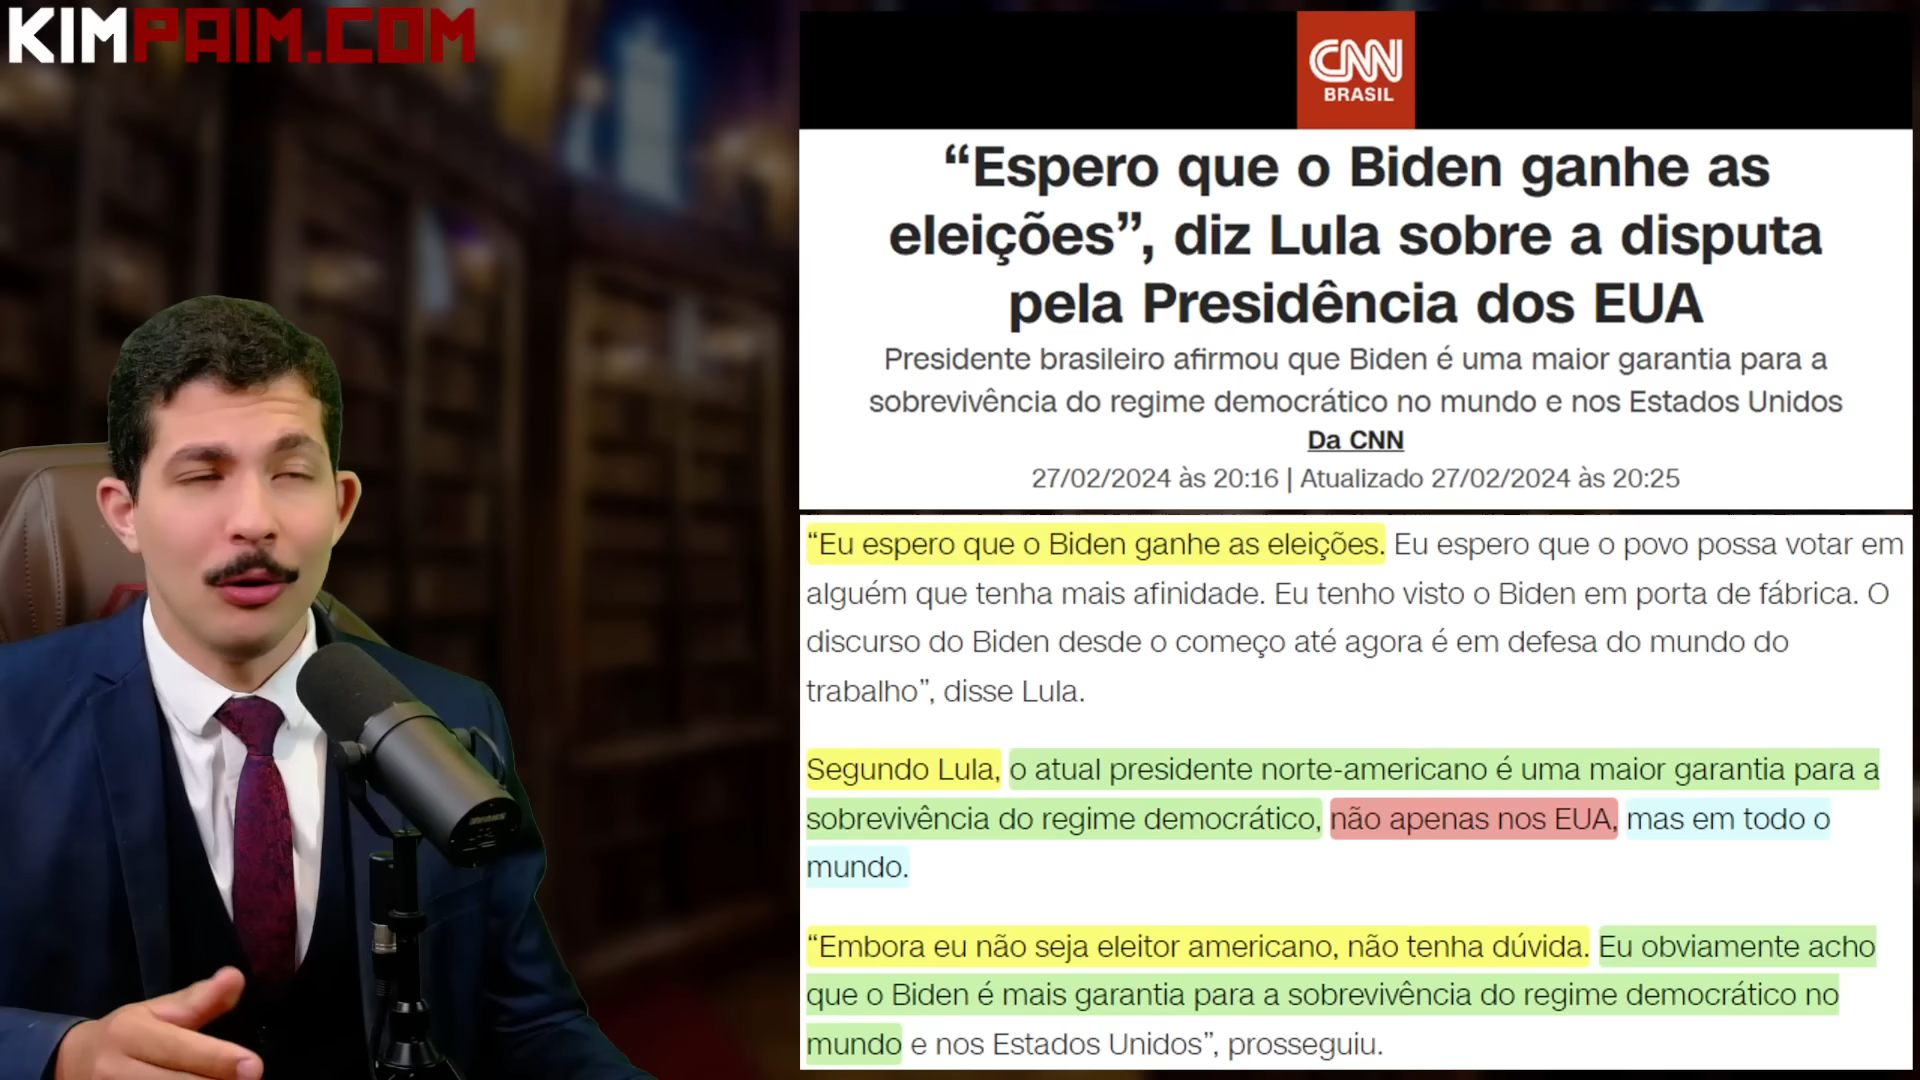 KIMPAIM.COM
CNN
BRASIL
“Espero que o Biden ganhe as
eleições”, diz Lula sobre a disputa
pela Presidência dos EUA
Presidente brasileiro afirmou que Biden é uma maior garantia para a
sobrevivência do regime democrático no mundo e nos Estados Unidos
Da CNN
27/02/2024 às 20:16 | Atualizado 27/02/2024 às 20:25
“Eu espero que o Biden ganhe as eleições. Eu espero que o povo possa votar em
alguém que tenha mais afinidade. Eu tenho visto o Biden em porta de fábrica. O
discurso do Biden desde o começo até agora é em defesa do mundo do
trabalho”, disse Lula.
Segundo Lula, o atual presidente norte-americano é uma maior garantia para a
sobrevivência do regime democrático, não apenas nos EUA, mas em todo o
mundo.
“Embora eu não seja eleitor americano, não tenha dúvida. Eu obviamente acho
que o Biden é mais garantia para a sobrevivência do regime democrático no
mundo e nos Estados Unidos”, prosseguiu.